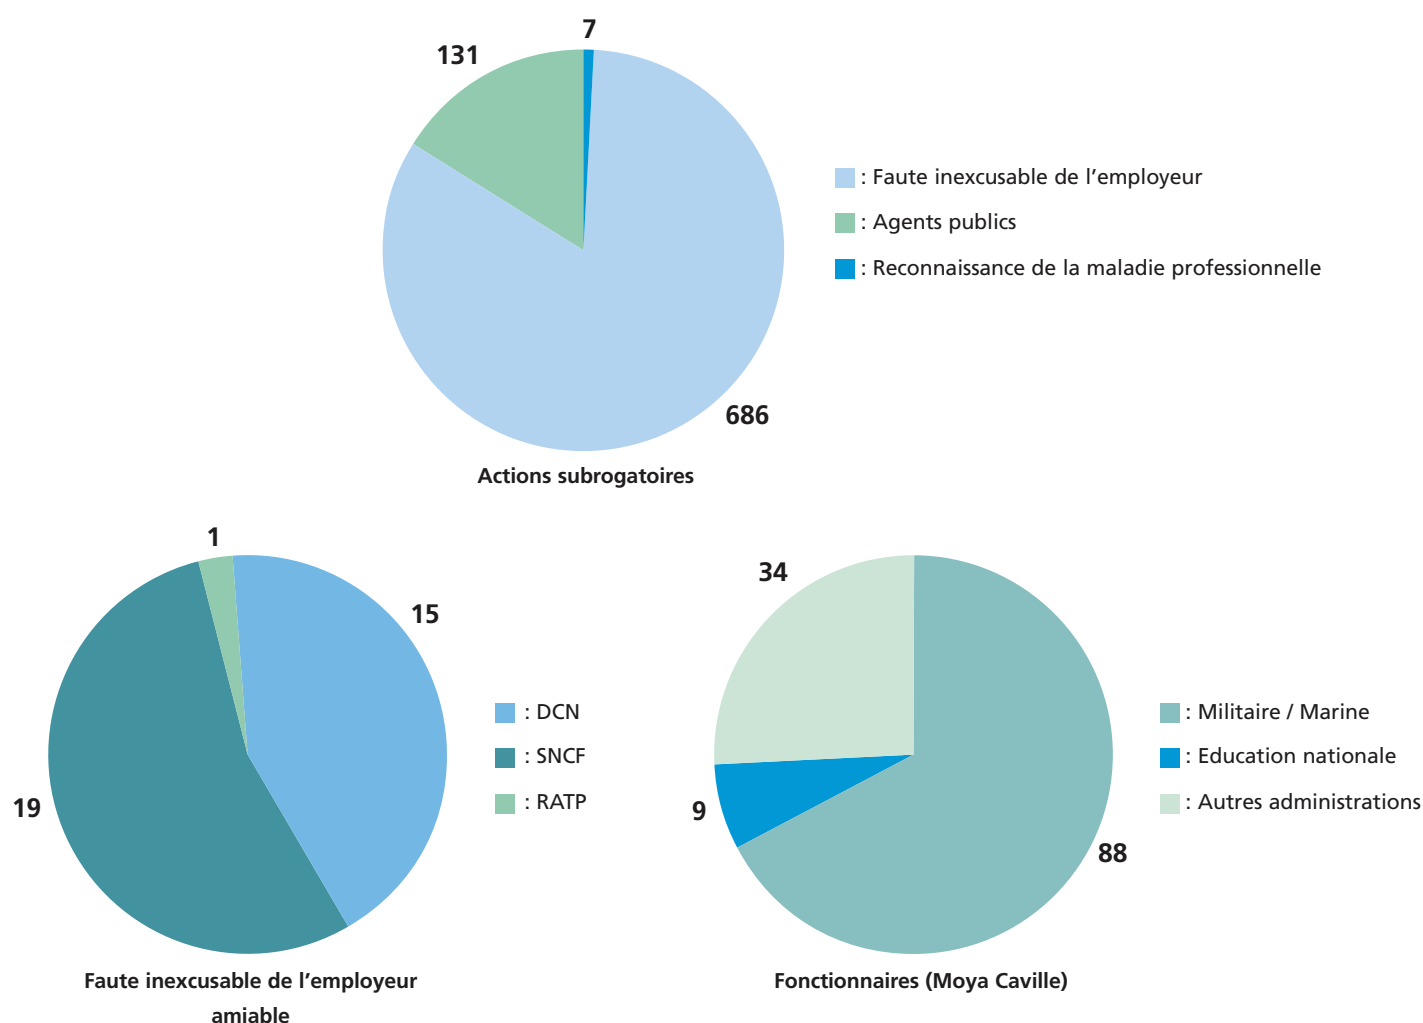 7
131
: Faute inexcusable de l'employeur
: Agents publics
: Reconnaissance de la maladie professionnelle
686
Actions subrogatoires
1
15
: DCN
: SNCF
: RATP
19
Faute inexcusable de l'employeur
amiable
34
: Militaire / Marine
: Education nationale
: Autres administrations
9
88
Fonctionnaires (Moya Caville)